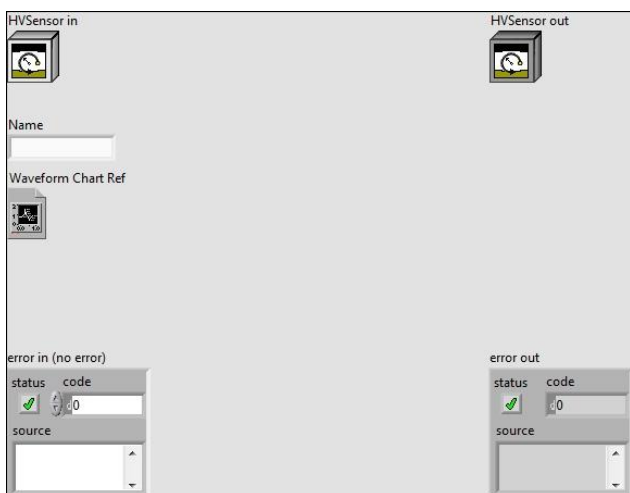 HVSensor in
HVSensor out
Name
Waveform Chart Ref
error in (no error)
error out
status code
status code
0
0
source
source